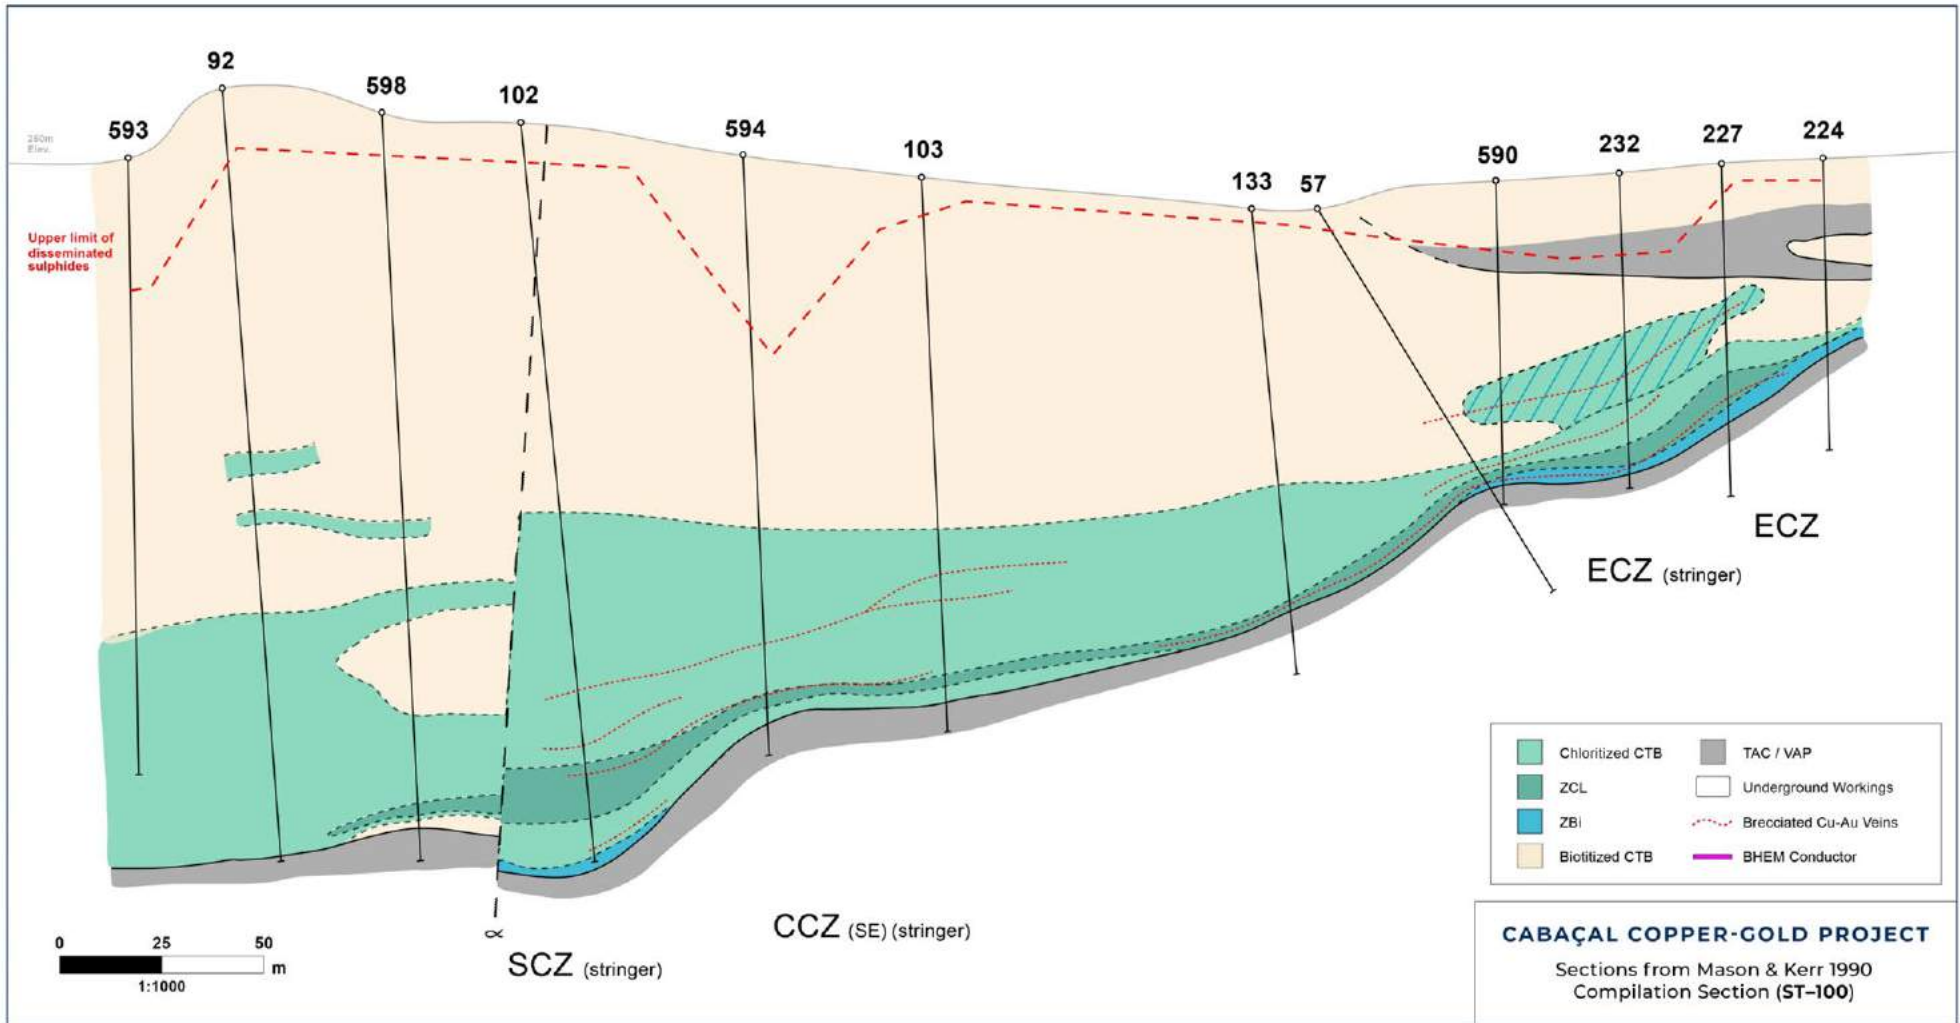 92
598
102
593
594
103
133
57
590
232
227
224
260m
Elev.
Upper limit of
disseminated
sulphides
ECZ
ECZ (stringer)
CCZ (SE) (stringer)
SCZ (stringer)
α
0 25 50
m
1:1000
Chloritized CTB
ZCL
ZBi
Biotitized CTB
TAC / VAP
Underground Workings
Brecciated Cu-Au Veins
BHEM Conductor
CABAÇAL COPPER-GOLD PROJECT
Sections from Mason & Kerr 1990
Compilation Section (ST–100)